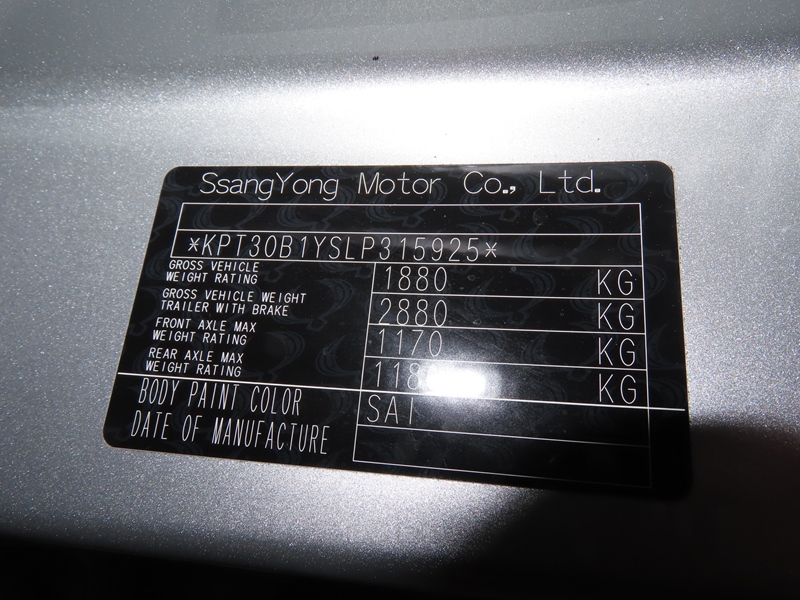 SsangYong Motor Co., Ltd.
*KPT30B1YSLP315925*
GROSS VEHICLE
WEIGHT RATING
1880 KG
GROSS VEHICLE WEIGHT
TRAILER WITH BRAKE
2880 KG
FRONT AXLE MAX
WEIGHT RATING
1170 KG
REAR AXLE MAX
WEIGHT RATING
KG
BODY PAINT COLOR
SAI
DATE OF MANUFACTURE